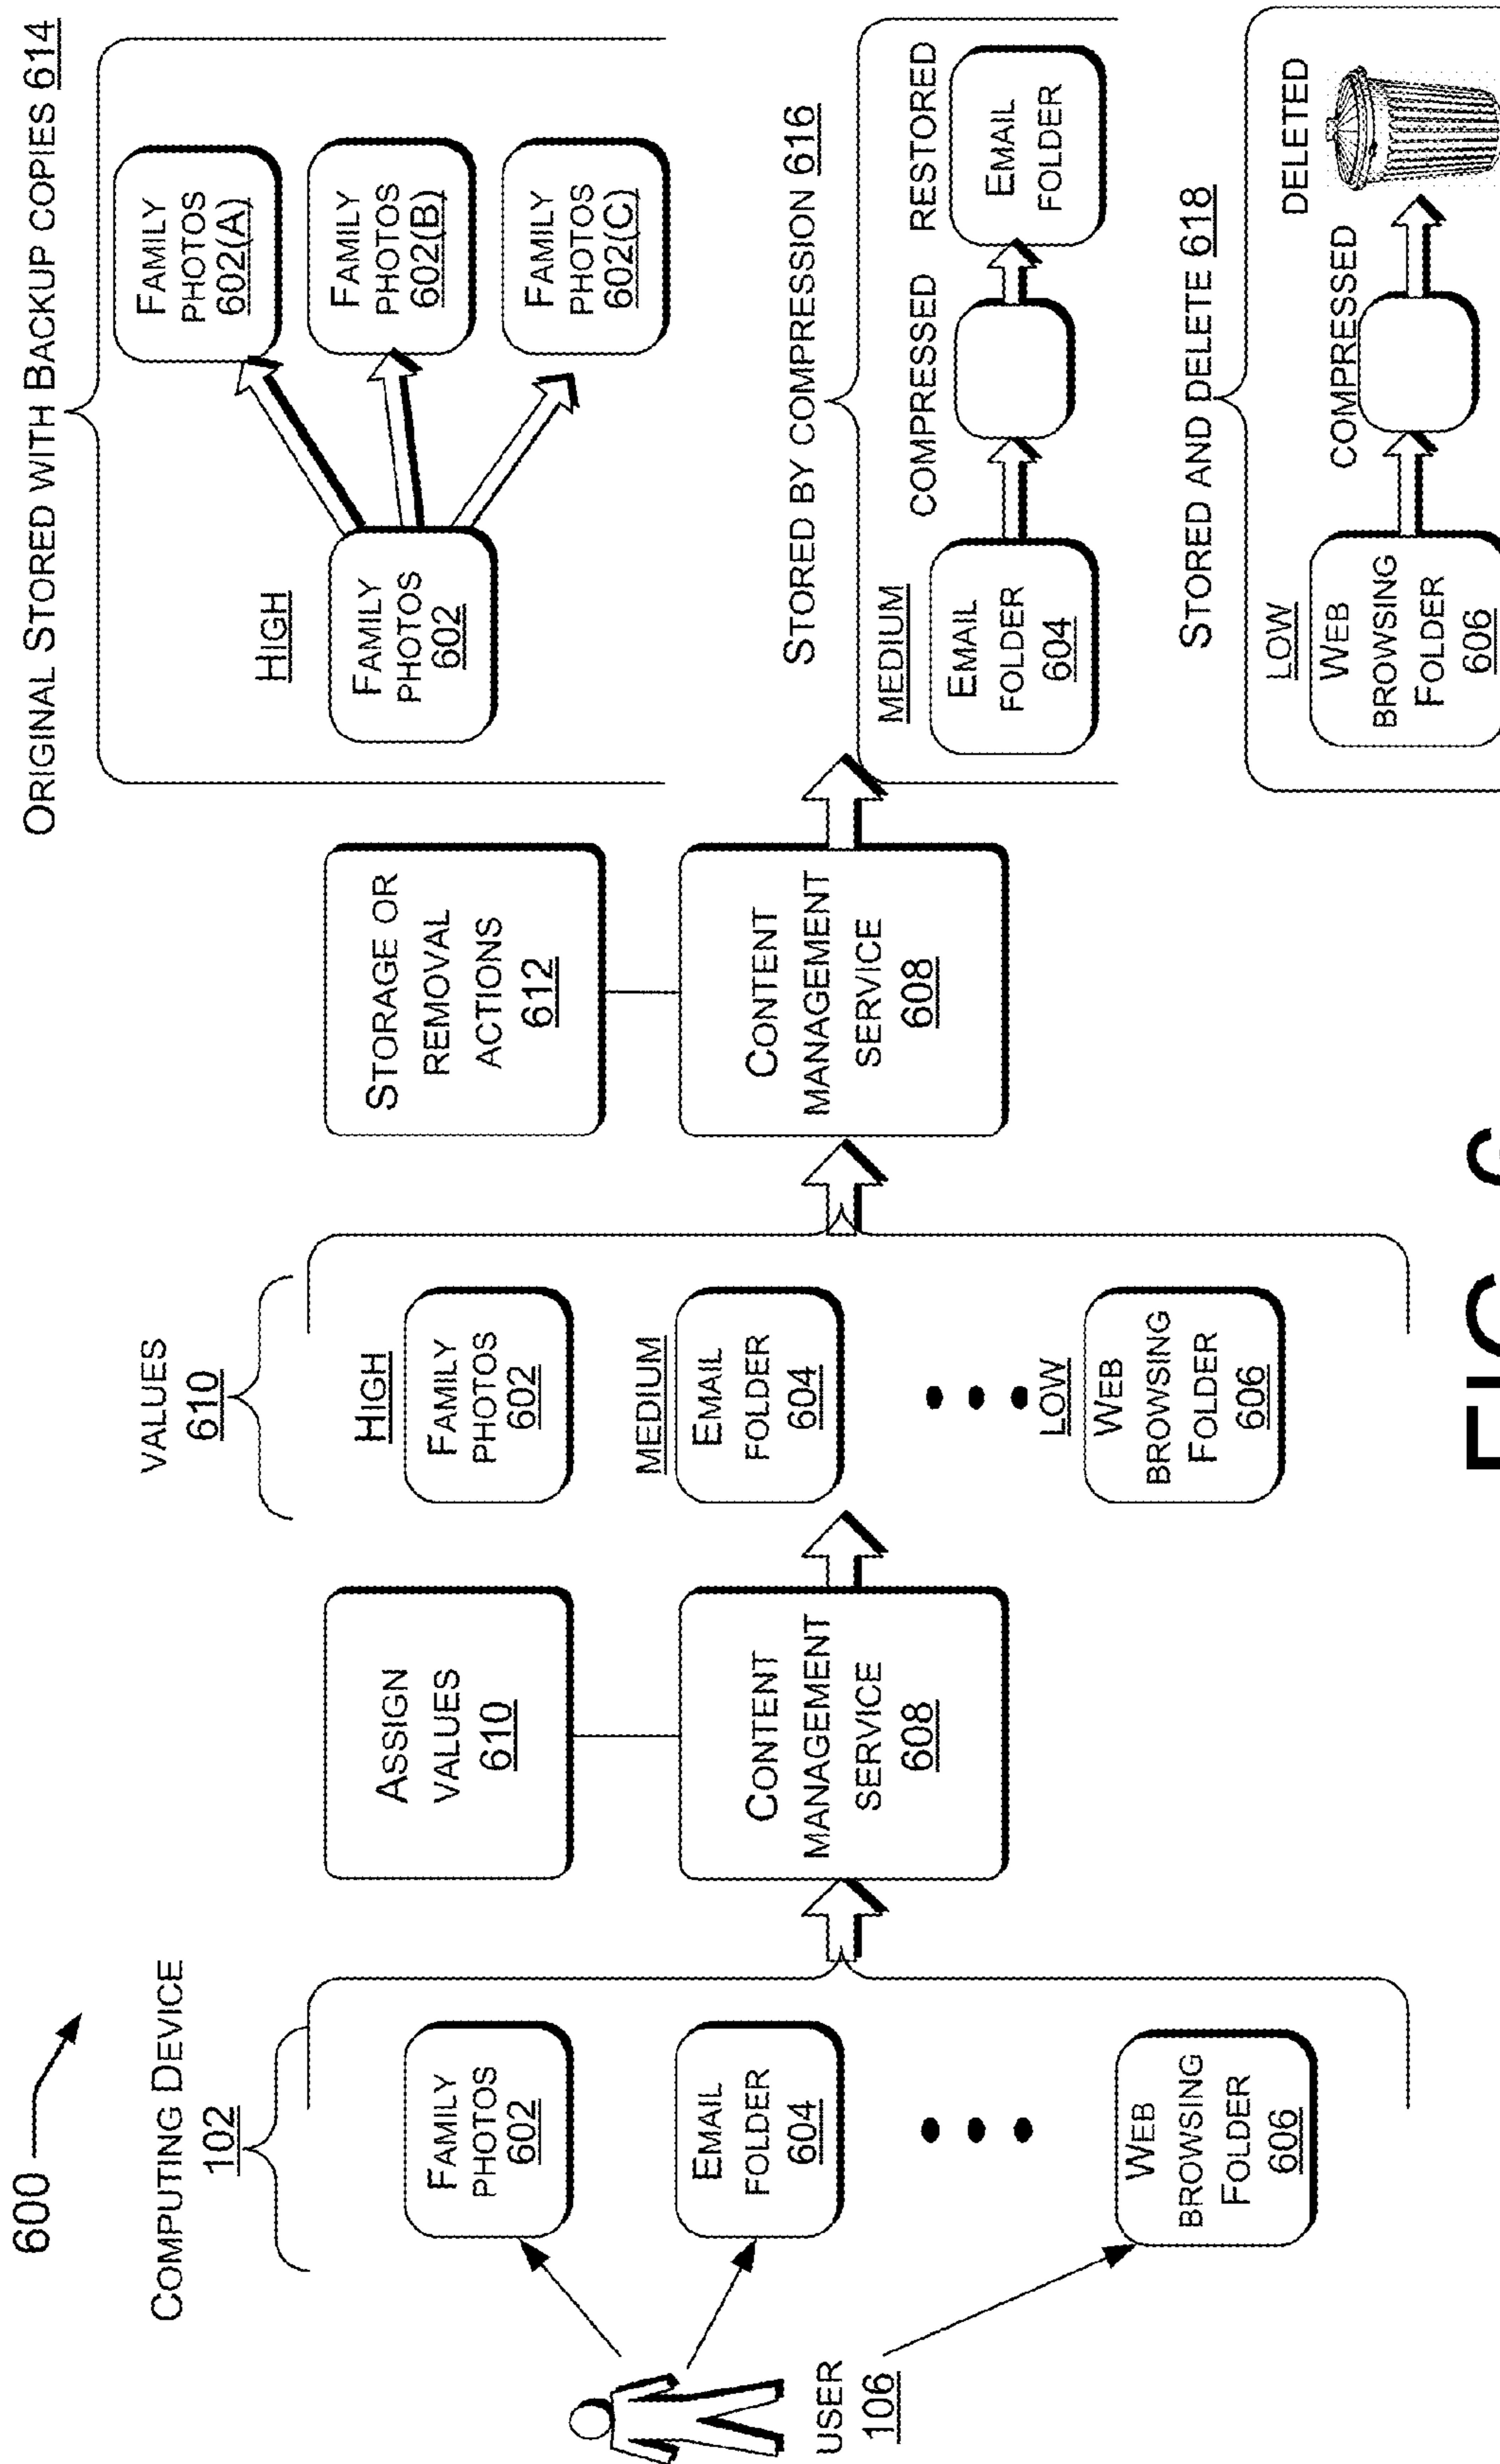 600
COMPUTING DEVICE
102
USER
106
FAMILY
PHOTOS
602
EMAIL
FOLDER
604
WEB
BROWSING
FOLDER
606
ASSIGN
VALUES
610
CONTENT
MANAGEMENT
SERVICE
608
VALUES
610
HIGH
FAMILY
PHOTOS
602
MEDIUM
EMAIL
FOLDER
604
LOW
WEB
BROWSING
FOLDER
606
STORAGE OR
REMOVAL
ACTIONS
612
CONTENT
MANAGEMENT
SERVICE
608
ORIGINAL STORED WITH BACKUP COPIES 614
HIGH
FAMILY
PHOTOS
602
FAMILY
PHOTOS
602(A)
FAMILY
PHOTOS
602(B)
FAMILY
PHOTOS
602(C)
STORED BY COMPRESSION 616
MEDIUM
COMPRESSED
RESTORED
EMAIL
FOLDER
604
EMAIL
FOLDER
STORED AND DELETE 618
LOW
COMPRESSED
DELETED
WEB
BROWSING
FOLDER
606